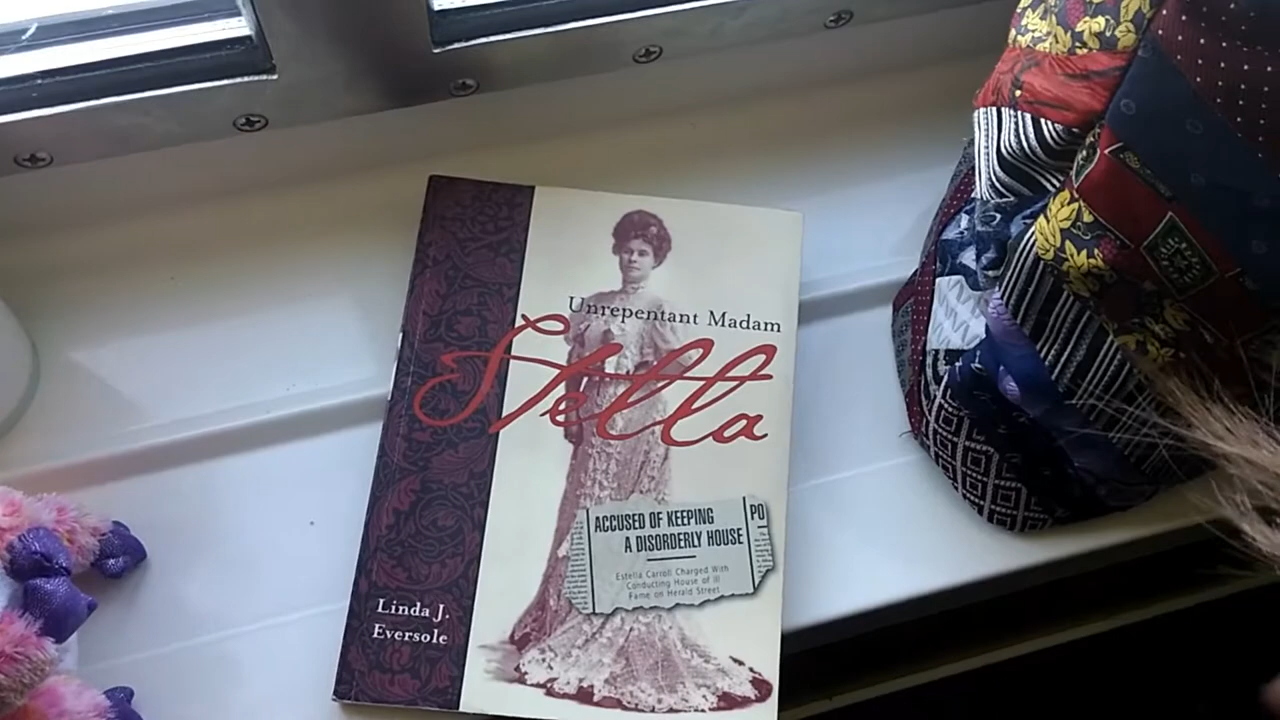 Unrepentant Madam
Stella
ACCUSED OF KEEPING
A DISORDERLY HOUSE
PO
Estella Carroll Charged With
Conducting House of Ill
Fame on Herald Street
Linda J.
Eversole